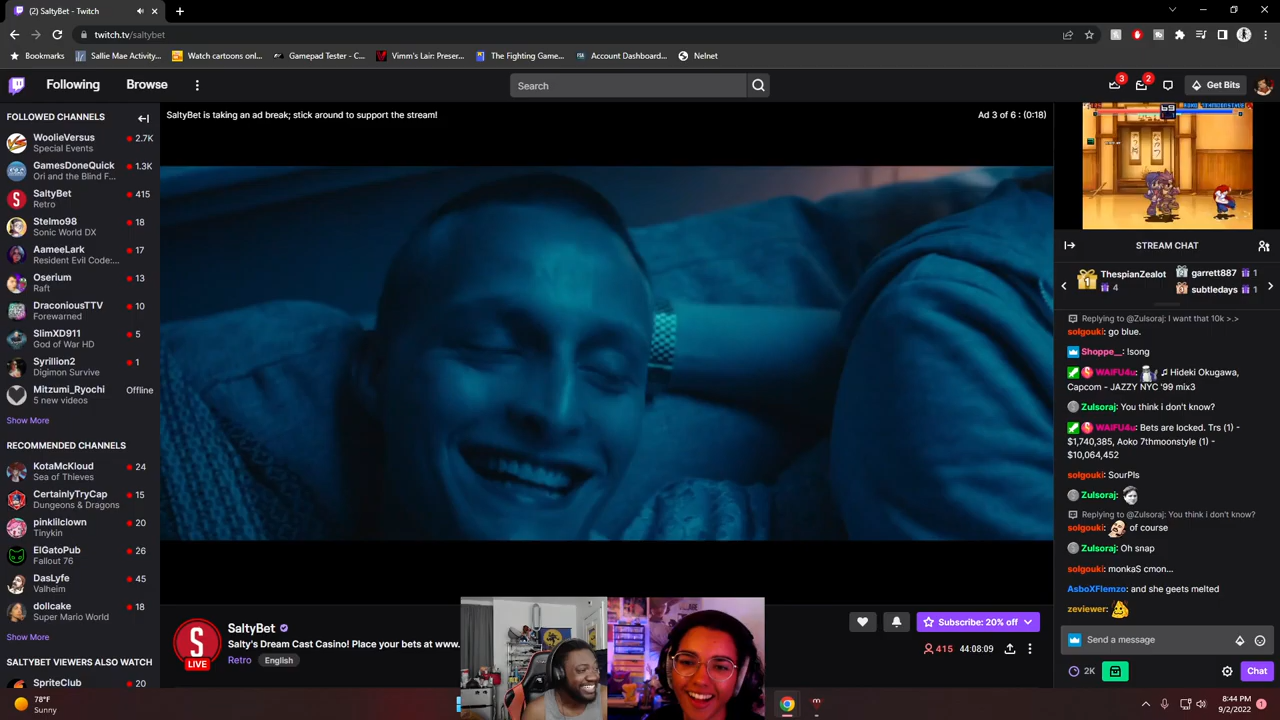 (2) SaltyBet - Twitch
twitch.tv/saltybet
Bookmarks
Sallie Mae Activity...
Watch cartoons onl...
Gamepad Tester - C...
Vimm's Lair: Preser...
The Fighting Game...
Account Dashboard...
Nelnet
Following
Browse
Search
3
2
Get Bits
FOLLOWED CHANNELS
WoolieVersus
Special Events
2.7K
GamesDoneQuick
Ori and the Blind F...
1.3K
SaltyBet
Retro
415
Stelmo98
Sonic World DX
18
AameeLark
Resident Evil Code:...
17
Oserium
Raft
13
DraconiousTTV
Forewarned
10
SlimXD911
God of War HD
5
Syrillion2
Digimon Survive
1
Mitzumi_Ryochi
5 new videos
Offline
Show More
RECOMMENDED CHANNELS
KotaMcKloud
Sea of Thieves
24
CertainlyTryCap
Dungeons & Dragons
15
pinklilclown
Tinykin
20
ElGatoPub
Fallout 76
26
DasLyfe
Valheim
45
dollcake
Super Mario World
18
Show More
SALTYBET VIEWERS ALSO WATCH
SpriteClub
20
SaltyBet is taking an ad break; stick around to support the stream!
Ad 3 of 6 : (0:18)
S
LIVE
SaltyBet
Salty's Dream Cast Casino! Place your bets at www.
Retro
English
Subscribe: 20% off
415
44:08:09
STREAM CHAT
1
ThespianZealot
4
garrett887
1
subtledays
1
Replying to @Zulsoraj: I want that 10k >.>
solgouki: go blue.
Shoppe__: !song
WAIFU4u: ♫ Hideki Okugawa,
Capcom - JAZZY NYC '99 mix3
Zulsoraj: You think i don't know?
WAIFU4u: Bets are locked. Trs (1) -
$1,740,385, Aoko 7thmoonstyle (1) -
$10,064,452
solgouki: SourPls
Zulsoraj:
Replying to @Zulsoraj: You think i don't know?
solgouki: of course
Zulsoraj: Oh snap
solgouki: monkaS cmon...
AsboXFlemzo: and she geets melted
zeviewer:
Send a message
2K
Chat
78°F
Sunny
8:44 PM
9/2/2022
1